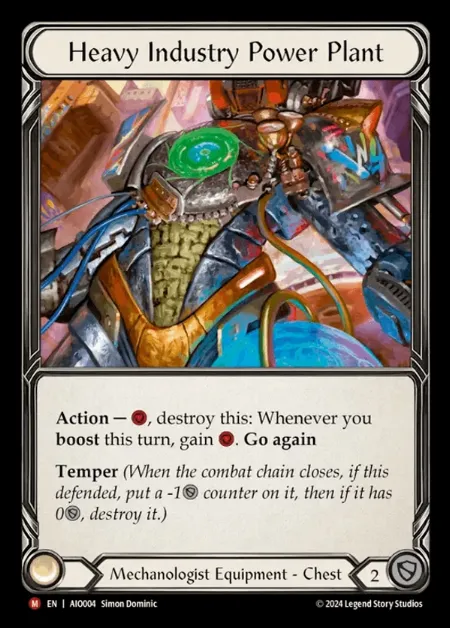 Heavy Industry Power Plant
Action — , destroy this: Whenever you
boost this turn, gain . Go again
Temper (When the combat chain closes, if this
defended, put a -1 counter on it, then if it has
0, destroy it.)
Mechanologist Equipment - Chest 2
M EN | AIO004 Simon Dominic © 2024 Legend Story Studios